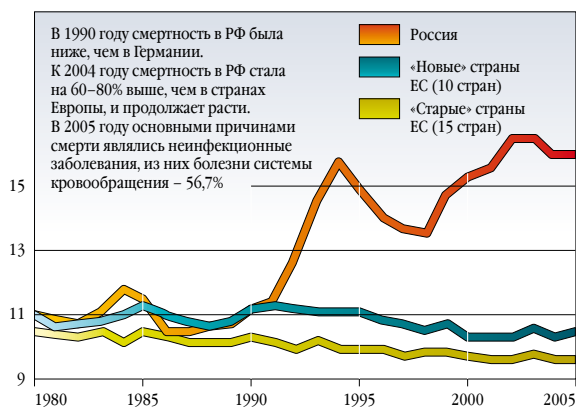 В 1990 году смертность в РФ была
ниже, чем в Германии.
К 2004 году смертность в РФ стала
на 60–80% выше, чем в странах
Европы, и продолжает расти.
В 2005 году основными причинами
смерти являлись неинфекционные
заболевания, из них болезни системы
кровообращения – 56,7%
Россия
«Новые» страны
ЕС (10 стран)
«Старые» страны
ЕС (15 стран)
15
13
11
9
1980 1985 1990 1995 2000 2005